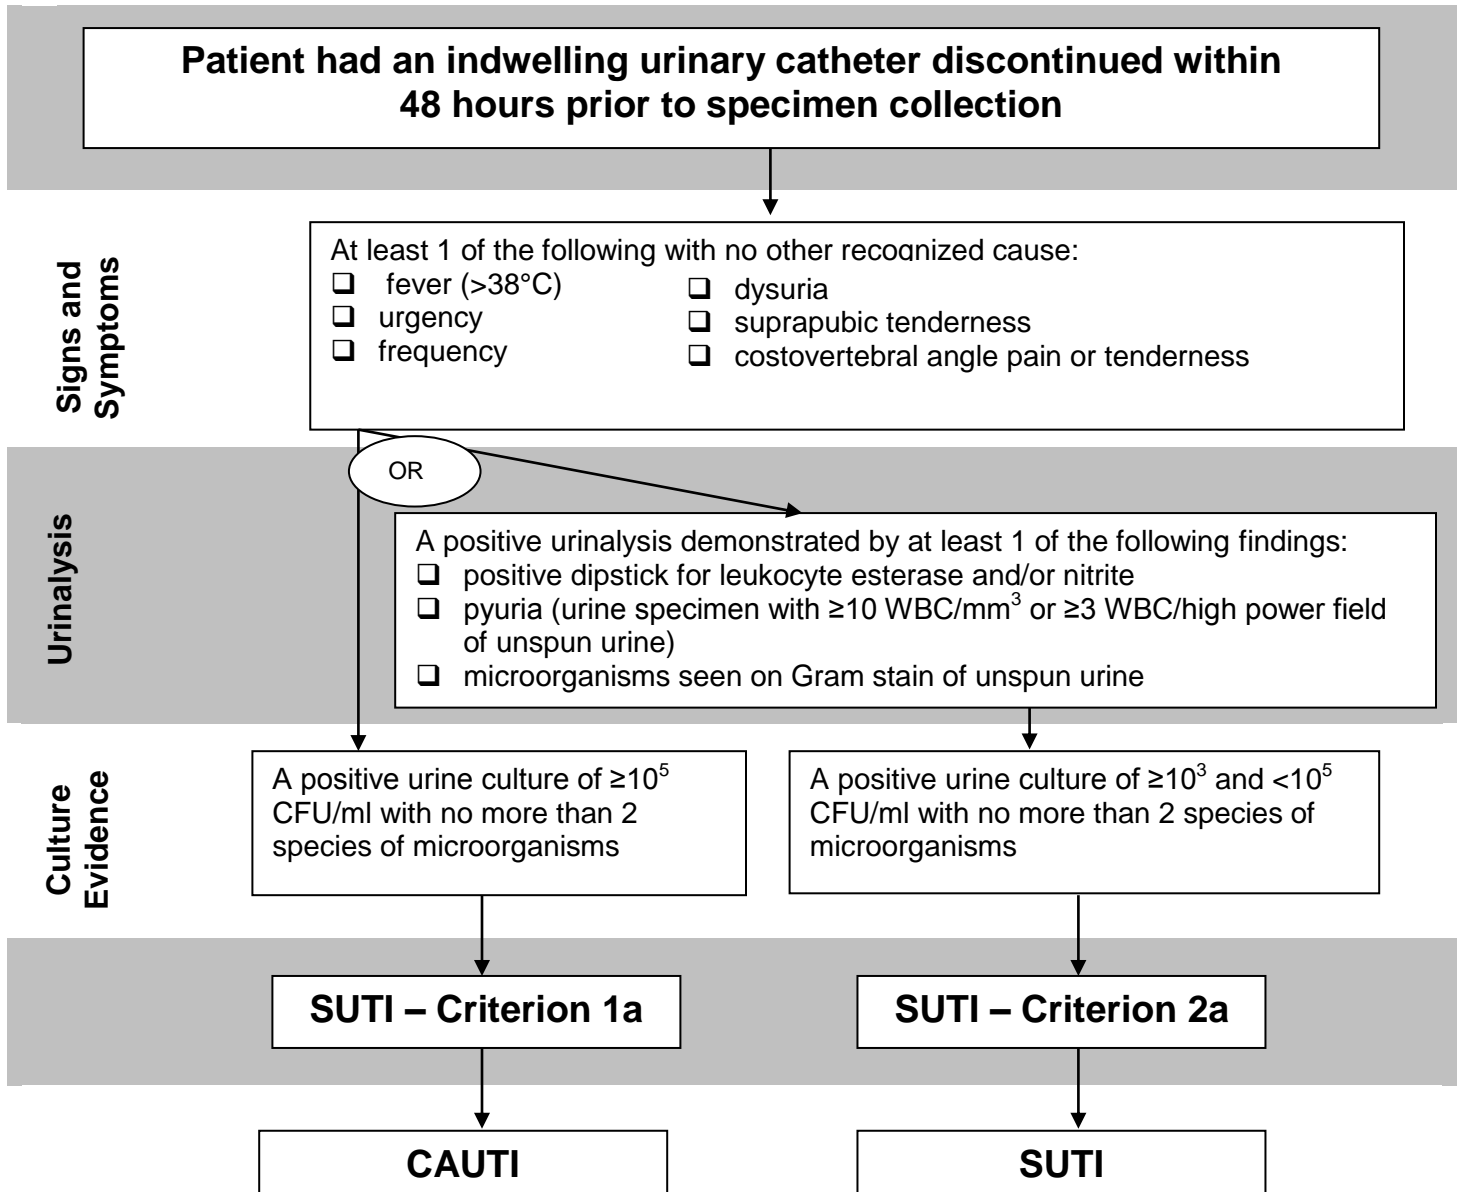 Patient had an indwelling urinary catheter discontinued within
48 hours prior to specimen collection
Signs and
Symptoms
At least 1 of the following with no other recognized cause:
❑ fever (>38°C)
❑ urgency
❑ frequency
❑ dysuria
❑ suprapubic tenderness
❑ costovertebral angle pain or tenderness
OR
Urinalysis
A positive urinalysis demonstrated by at least 1 of the following findings:
❑ positive dipstick for leukocyte esterase and/or nitrite
❑ pyuria (urine specimen with ≥10 WBC/mm³ or ≥3 WBC/high power field
of unspun urine)
❑ microorganisms seen on Gram stain of unspun urine
Culture
Evidence
A positive urine culture of ≥10⁵
CFU/ml with no more than 2
species of microorganisms
A positive urine culture of ≥10³ and <10⁵
CFU/ml with no more than 2 species of
microorganisms
SUTI – Criterion 1a
SUTI – Criterion 2a
CAUTI
SUTI